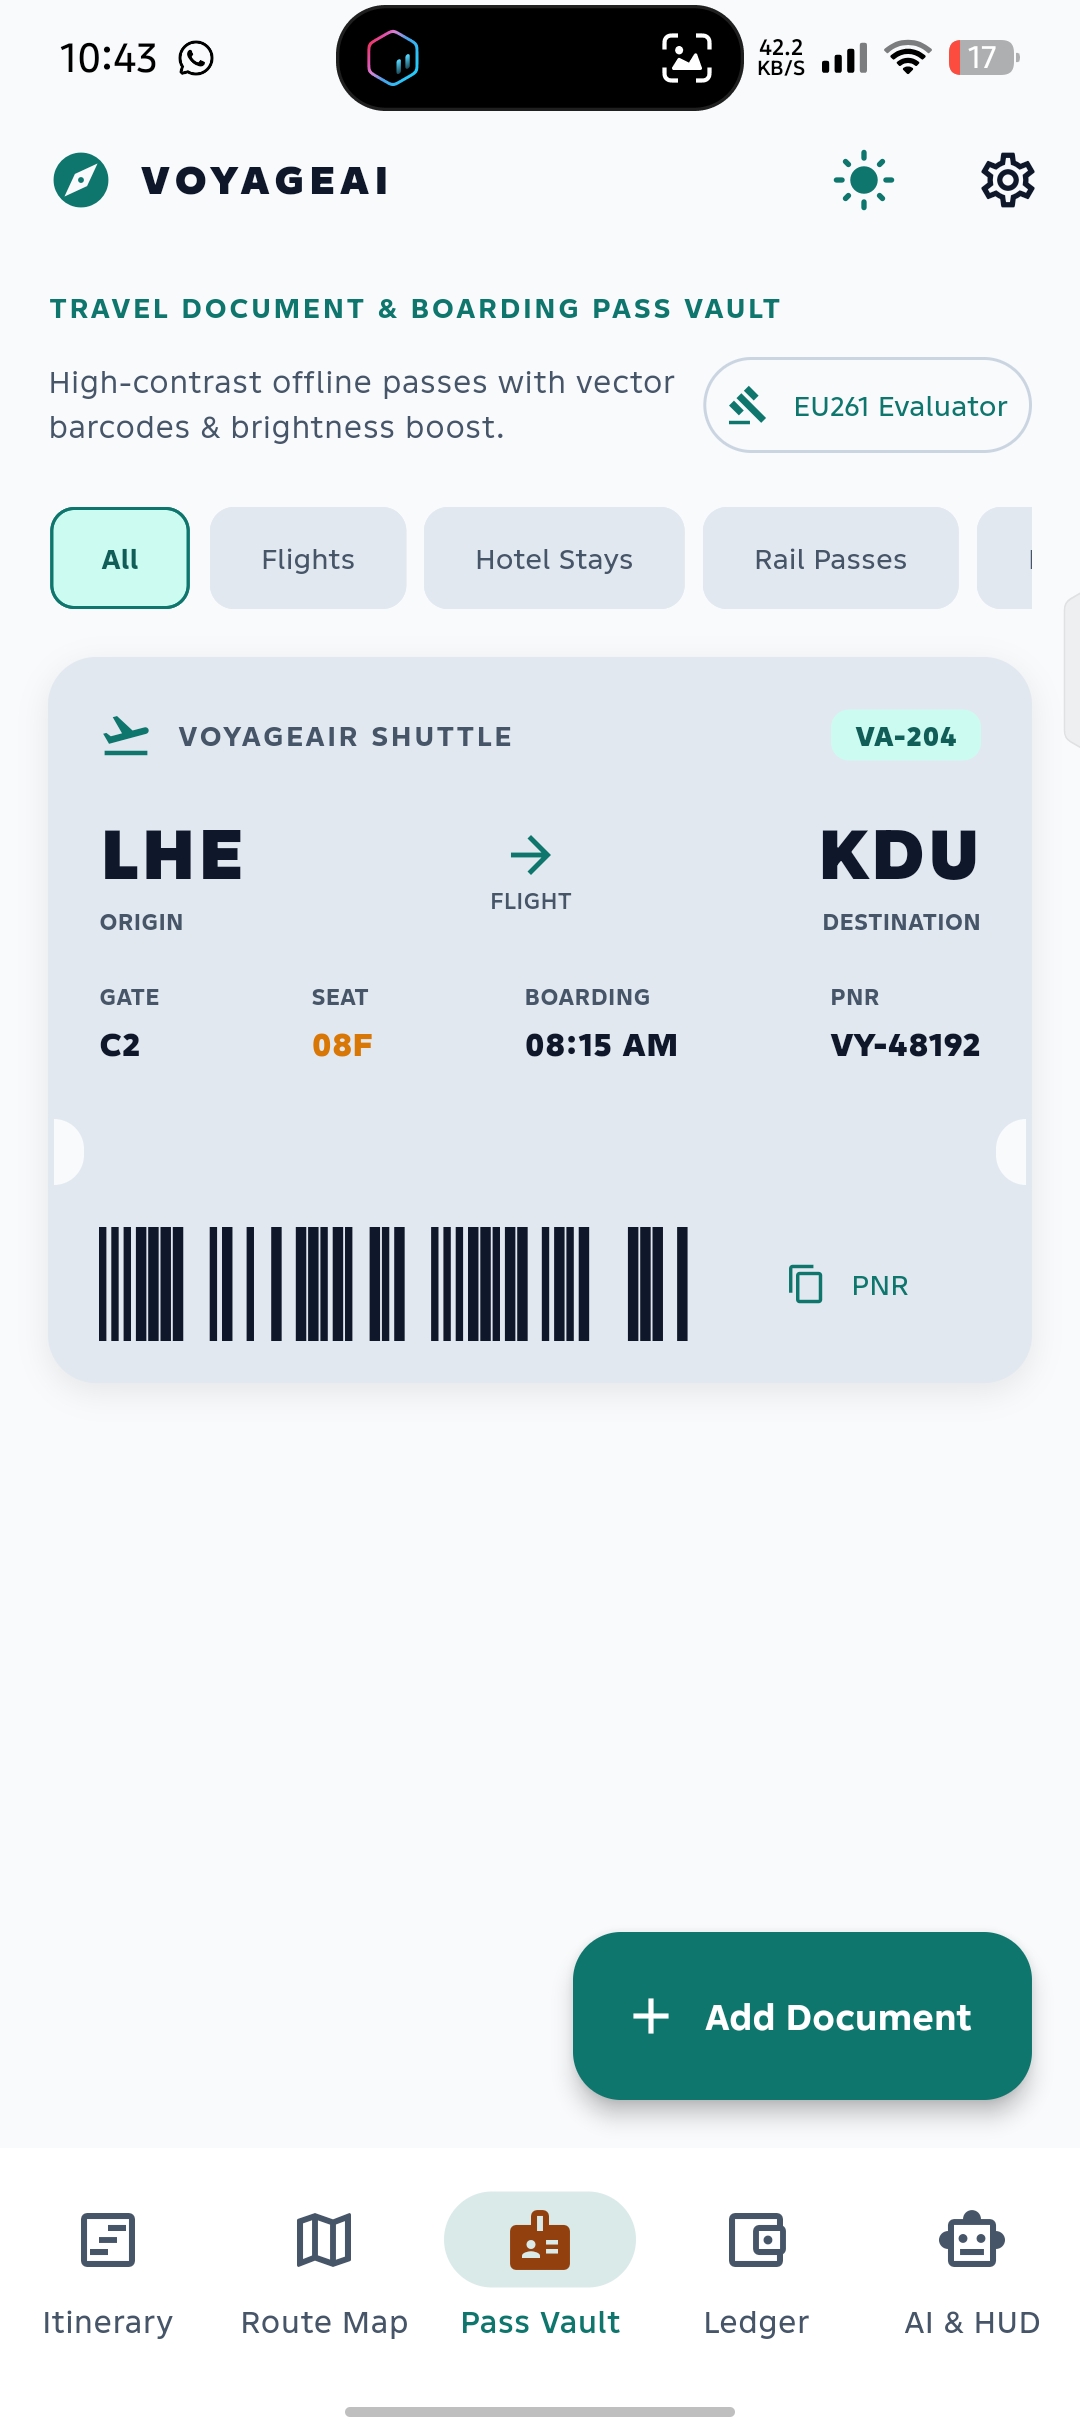 10:43
42.2
KB/S
17
VOYAGEAI
TRAVEL DOCUMENT & BOARDING PASS VAULT
High-contrast offline passes with vector
barcodes & brightness boost.
EU261 Evaluator
All
Flights
Hotel Stays
Rail Passes
VOYAGEAIR SHUTTLE
VA-204
LHE
KDU
FLIGHT
ORIGIN
DESTINATION
GATE
SEAT
BOARDING
PNR
C2
08F
08:15 AM
VY-48192
PNR
Add Document
Itinerary
Route Map
Pass Vault
Ledger
AI & HUD